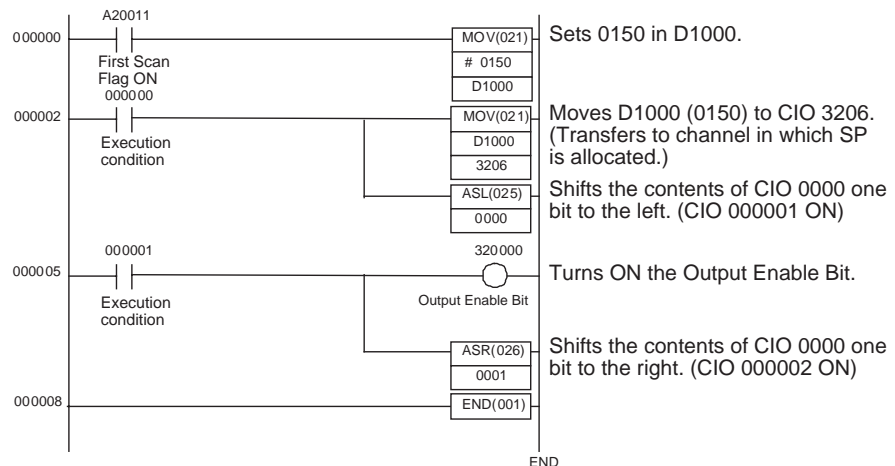 A20011
000000
MOV(021)
Sets 0150 in D1000.
First Scan
Flag ON
# 0150
D1000
000000
000002
MOV(021)
Moves D1000 (0150) to CIO 3206.
(Transfers to channel in which SP
is allocated.)
Execution
condition
D1000
3206
ASL(025)
Shifts the contents of CIO 0000 one
bit to the left. (CIO 000001 ON)
0000
000001
320000
000005
Turns ON the Output Enable Bit.
Execution
condition
Output Enable Bit
ASR(026)
Shifts the contents of CIO 0000 one
bit to the right. (CIO 000002 ON)
0001
000008
END(001)
END